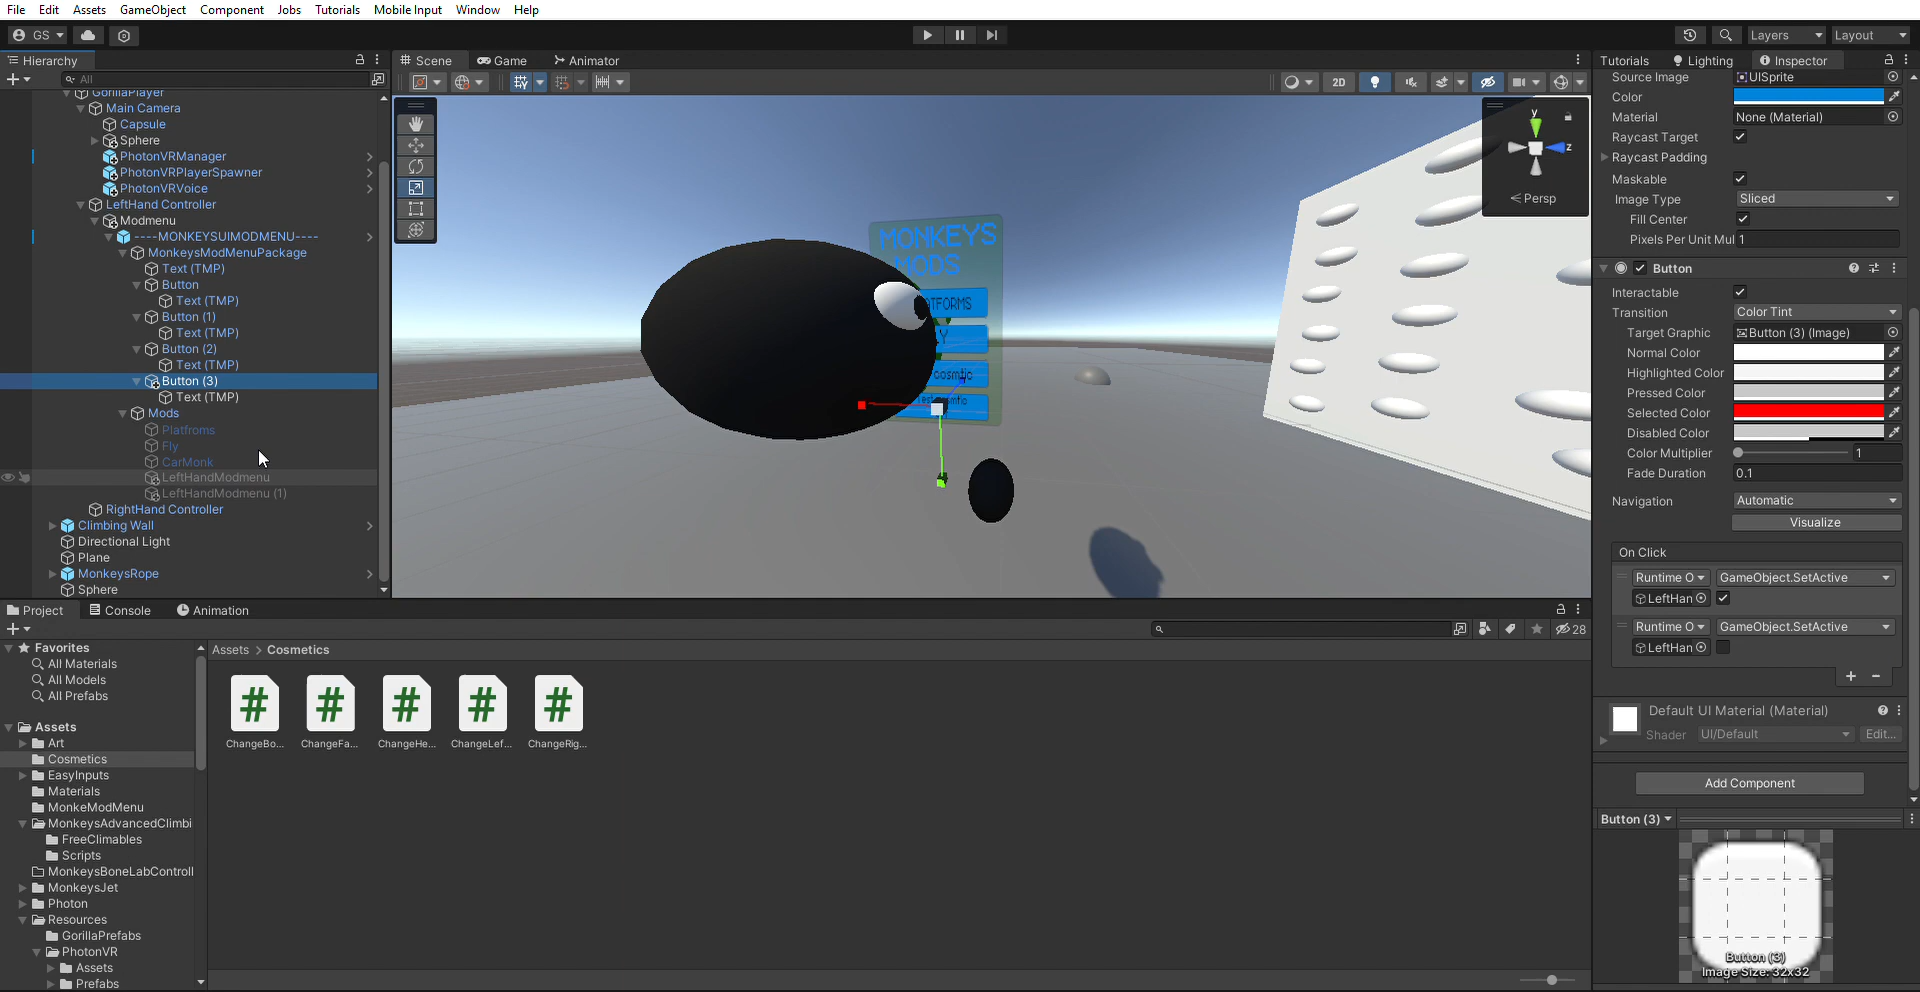 File Edit Assets GameObject Component Jobs Tutorials Mobile Input Window Help
GS
Layers Layout
Hierarchy
All
GorillaPlayer
Main Camera
Capsule
Sphere
PhotonVRManager
PhotonVRPlayerSpawner
PhotonVRVoice
LeftHand Controller
Modmenu
----MONKEYSUIMODMENU----
MonkeysModMenuPackage
Text (TMP)
Button
Text (TMP)
Button (1)
Text (TMP)
Button (2)
Text (TMP)
Button (3)
Text (TMP)
Mods
Platfroms
Fly
CarMonk
LeftHandModmenu
LeftHandModmenu (1)
RightHand Controller
Climbing Wall
Directional Light
Plane
MonkeysRope
Sphere
Scene Game Animator
2D
MONKEYS
MODS
ATFORMS
Y
cosmtic
y
z
Persp
Tutorials Lighting Inspector
Source Image UISprite
Color
Material None (Material)
Raycast Target
Raycast Padding
Maskable
Image Type Sliced
Fill Center
Pixels Per Unit Mul 1
Button
Interactable
Transition Color Tint
Target Graphic Button (3) (Image)
Normal Color
Highlighted Color
Pressed Color
Selected Color
Disabled Color
Color Multiplier 1
Fade Duration 0.1
Navigation Automatic
Visualize
On Click
Runtime O GameObject.SetActive
LeftHan
Runtime O GameObject.SetActive
LeftHan
Default UI Material (Material)
Shader UI/Default Edit...
Add Component
Button (3)
Button (3)
Image Size: 32x32
Project Console Animation
28
Favorites
All Materials
All Models
All Prefabs
Assets
Art
Cosmetics
EasyInputs
Materials
MonkeModMenu
MonkeysAdvancedClimbi
FreeClimables
Scripts
MonkeysBoneLabControll
MonkeysJet
Photon
Resources
GorillaPrefabs
PhotonVR
Assets
Prefabs
Assets > Cosmetics
ChangeBo... ChangeFa... ChangeHe... ChangeLef... ChangeRig...